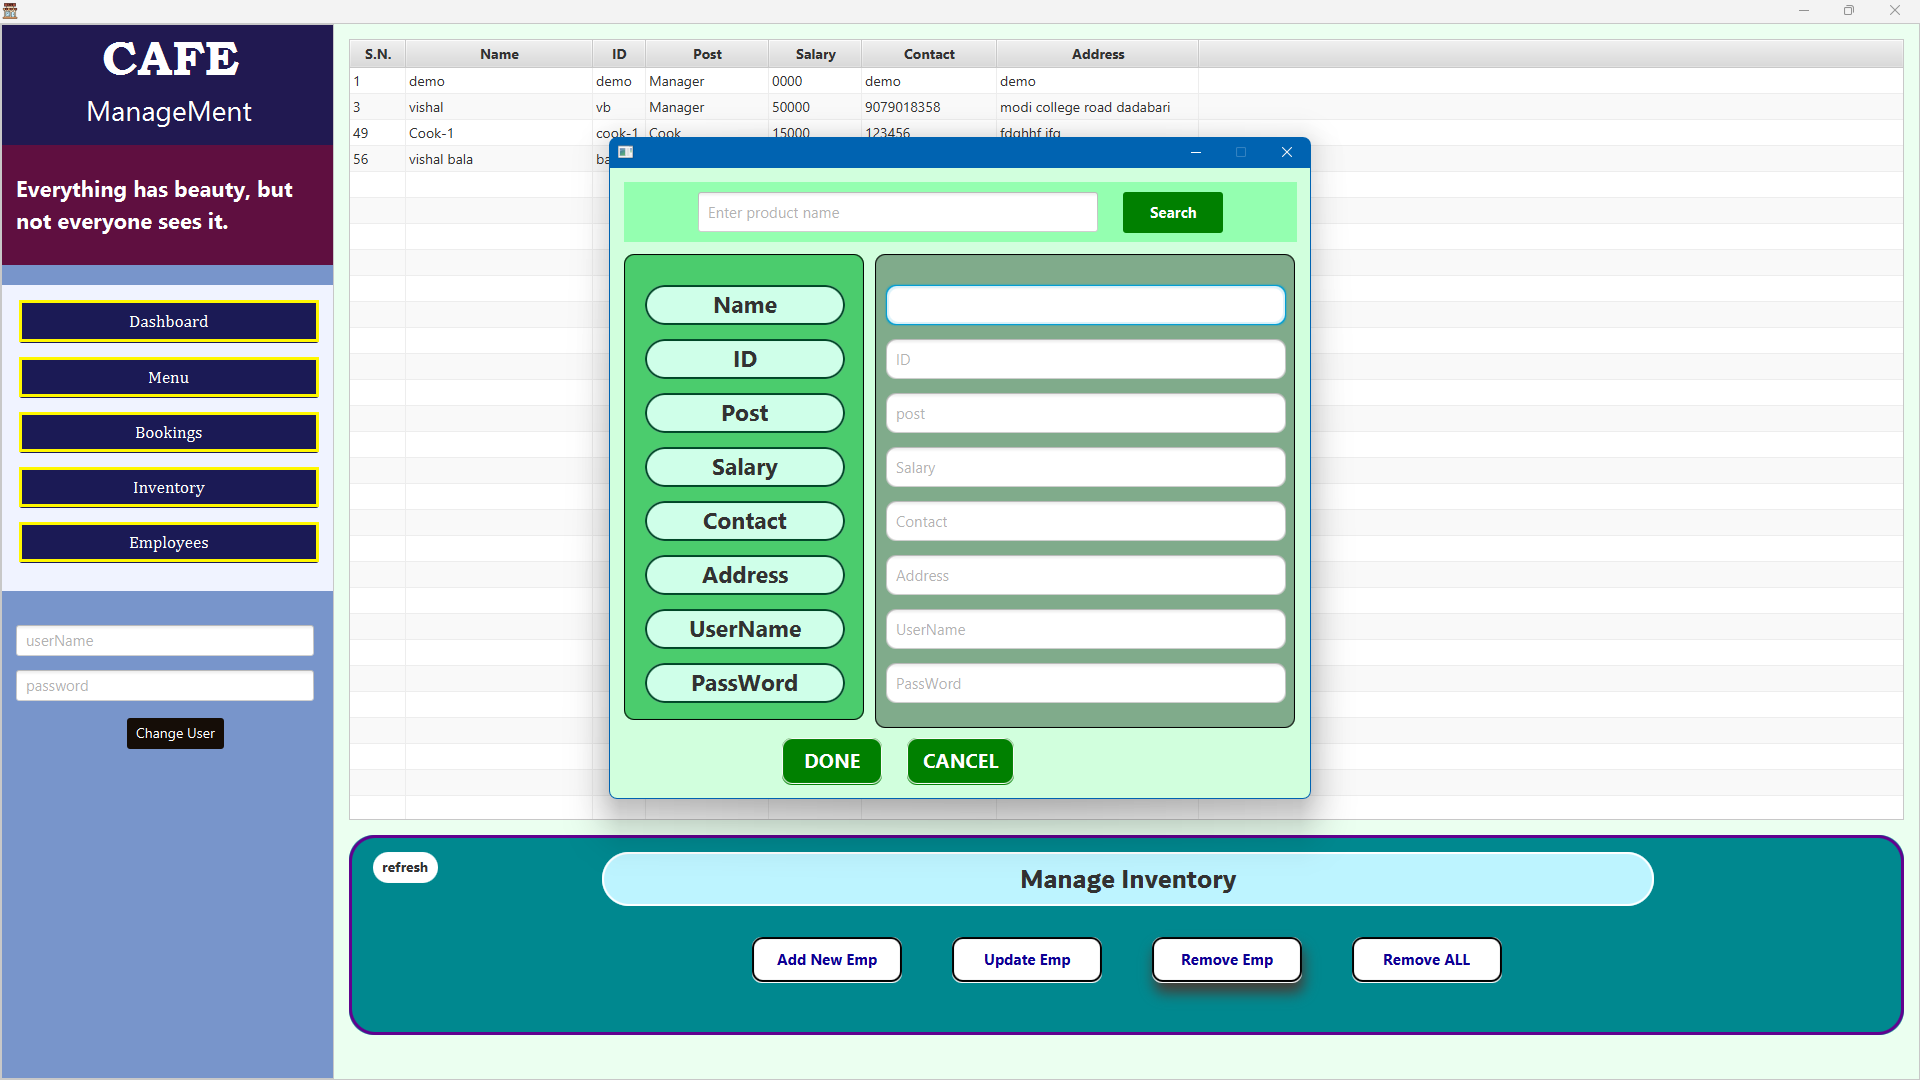 CAFE
ManageMent
Everything has beauty, but
not everyone sees it.
Dashboard
Menu
Bookings
Inventory
Employees
userName
password
Change User
S.N. Name ID Post Salary Contact Address
1 demo demo Manager 0000 demo demo
3 vishal vb Manager 50000 9079018358 modi college road dadabari
49 Cook-1 cook-1 Cook 15000 123456
56 vishal bala
Enter product name Search
Name
ID ID
Post post
Salary Salary
Contact Contact
Address Address
UserName UserName
PassWord PassWord
DONE CANCEL
refresh
Manage Inventory
Add New Emp Update Emp Remove Emp Remove ALL